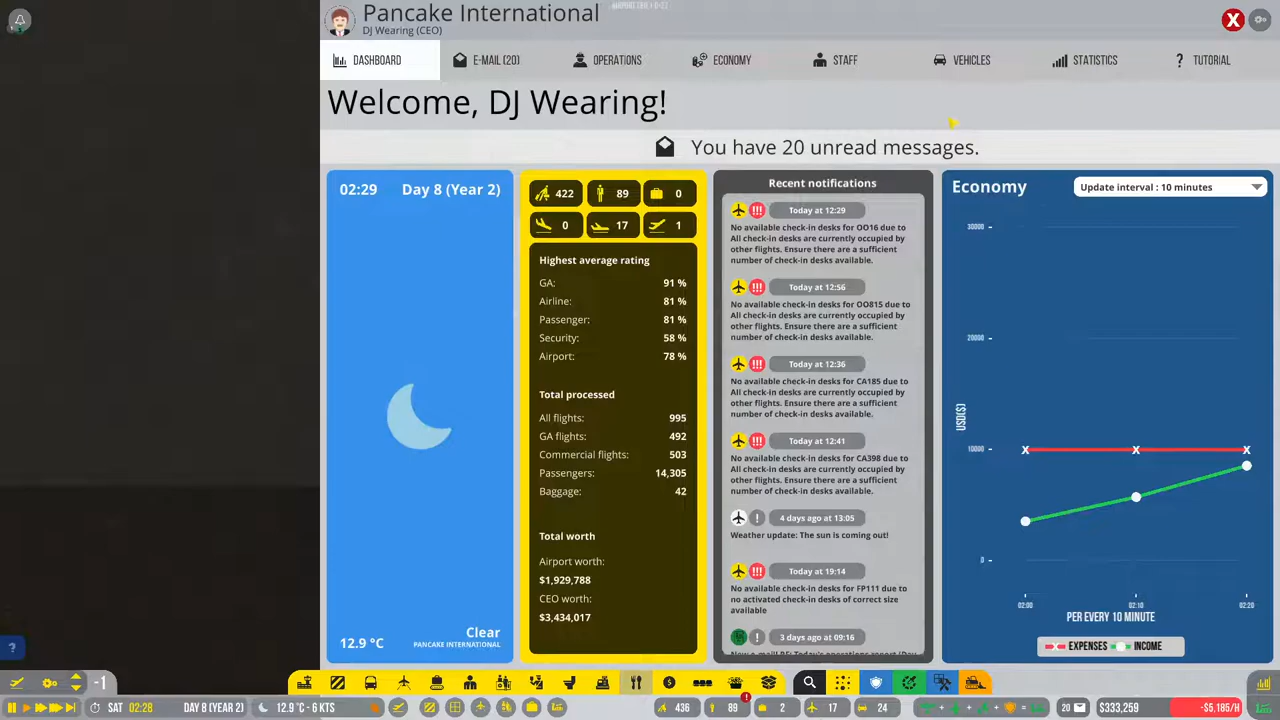 Pancake International
DJ Wearing (CEO)
DASHBOARD
E-MAIL (20)
OPERATIONS
ECONOMY
STAFF
VEHICLES
STATISTICS
? TUTORIAL
Welcome, DJ Wearing!
You have 20 unread messages.
02:29 Day 8 (Year 2)
12.9 °C
Clear
PANCAKE INTERNATIONAL
422 89 0
0 17 1
Highest average rating
GA: 91 %
Airline: 81 %
Passenger: 81 %
Security: 58 %
Airport: 78 %
Total processed
All flights: 995
GA flights: 492
Commercial flights: 503
Passengers: 14,305
Baggage: 42
Total worth
Airport worth:
$1,929,788
CEO worth:
$3,434,017
Recent notifications
!!! Today at 12:29
No available check-in desks for OO16 due to
All check-in desks are currently occupied by
other flights. Ensure there are a sufficient
number of check-in desks available.
!!! Today at 12:56
No available check-in desks for OO815 due to
All check-in desks are currently occupied by
other flights. Ensure there are a sufficient
number of check-in desks available.
!!! Today at 12:36
No available check-in desks for CA185 due to
All check-in desks are currently occupied by
other flights. Ensure there are a sufficient
number of check-in desks available.
!!! Today at 12:41
No available check-in desks for CA398 due to
All check-in desks are currently occupied by
other flights. Ensure there are a sufficient
number of check-in desks available.
! 4 days ago at 13:05
Weather update: The sun is coming out!
!!! Today at 19:14
No available check-in desks for FP111 due to
no activated check-in desks of correct size
available
! 3 days ago at 09:16
New e-mail! RE: Today's operations report (Day
Economy
Update interval : 10 minutes
30000
20000
10000
0
USD($)
02:00 02:10 02:20
PER EVERY 10 MINUTE
EXPENSES INCOME
?
-1
SAT 02:28 DAY 8 (YEAR 2) 12.9 °C - 6 KTS
436 89 2 17 24
$333,259 -$5.185/H
20